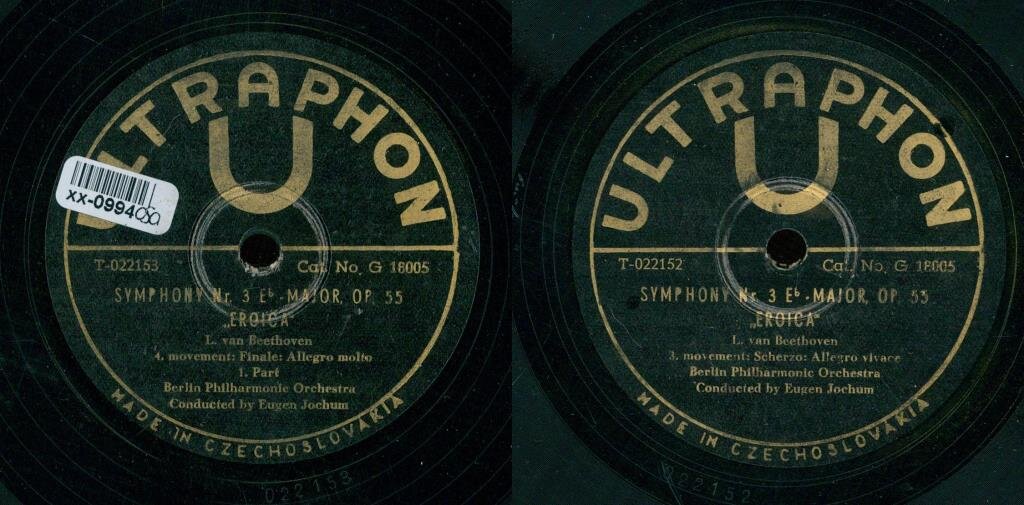 ULTRAPHON
U
xx-0994
T-022153
Cat. No. G 18005
SYMPHONY Nr. 3 E♭-MAJOR, OP. 55
„EROICA"
L. van Beethoven
4. movement: Finale: Allegro molto
1. Part
Berlin Philharmonic Orchestra
Conducted by Eugen Jochum
MADE IN CZECHOSLOVAKIA
022153
ULTRAPHON
U
T-022152
Cat. No. G 18005
SYMPHONY Nr. 3 E♭-MAJOR, OP. 55
„EROICA"
L. van Beethoven
3. movement: Scherzo: Allegro vivace
Berlin Philharmonic Orchestra
Conducted by Eugen Jochum
MADE IN CZECHOSLOVAKIA
022152